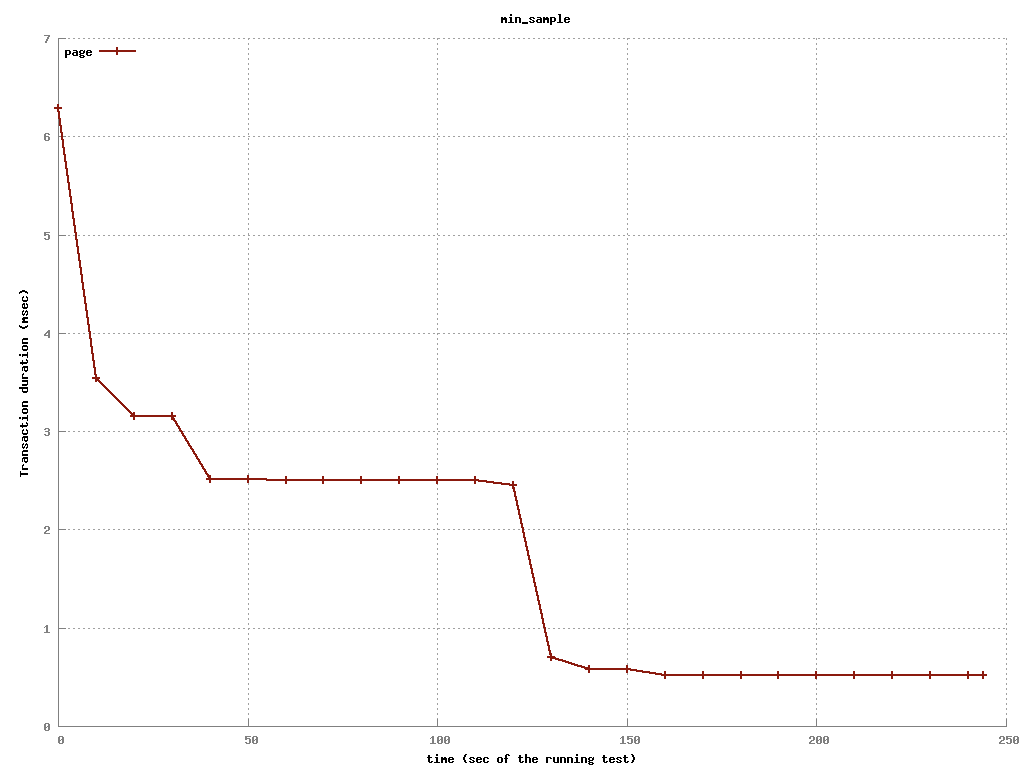 min_sample
7
page
6
5
4
3
2
1
0
Transaction duration (msec)
0 50 100 150 200 250
time (sec of the running test)